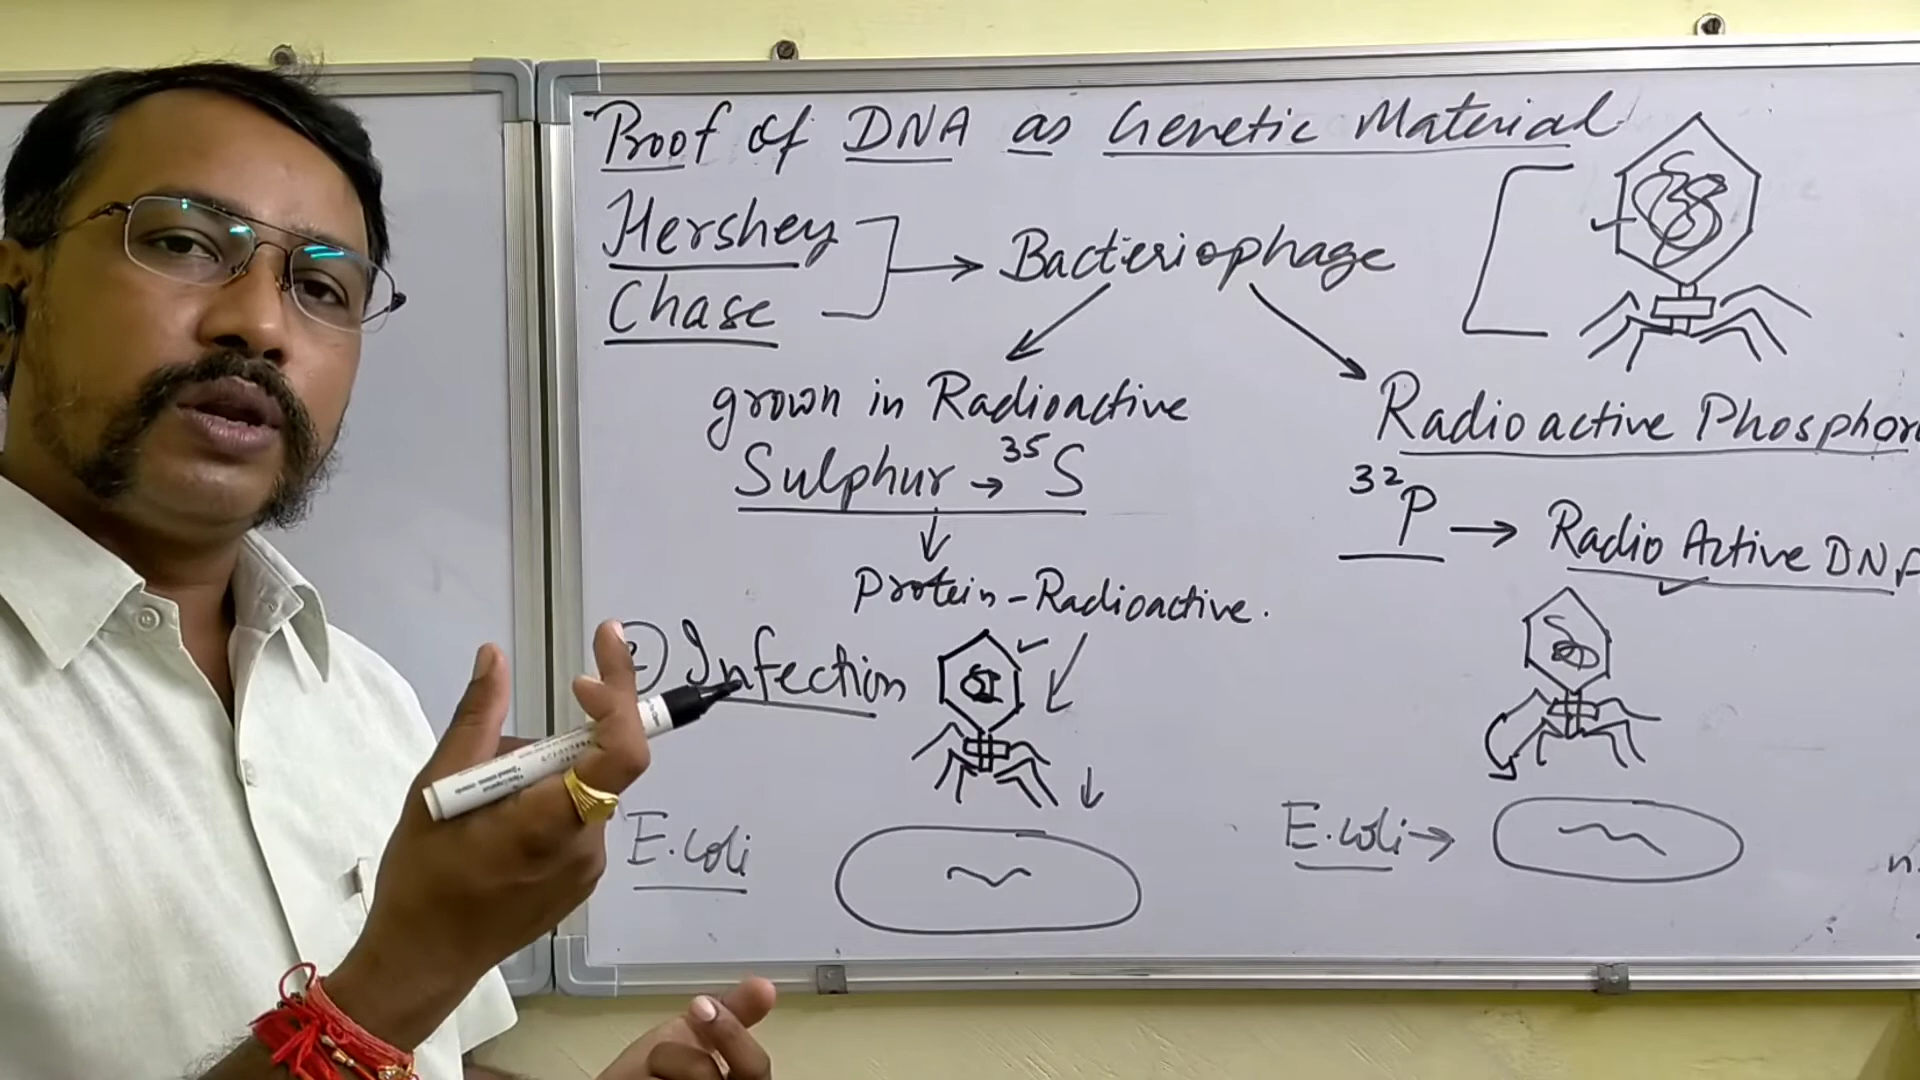 Proof of DNA as Genetic Material
Hershey
Chase
Bacteriophage
grown in Radioactive
Sulphur → 35S
Protein-Radioactive.
Radioactive Phosphor
32P → Radio Active DNA
2 Infection
E.coli
E.coli →